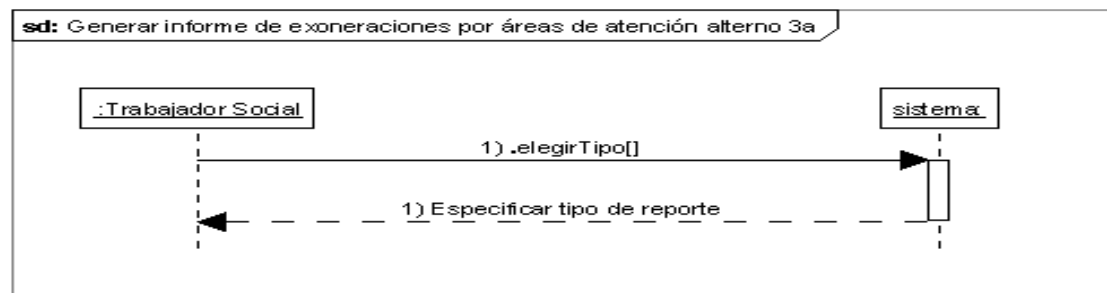 sd: Generar informe de exoneraciones por áreas de atención alterno 3a
:Trabajador Social
sistema:
1) .elegirTipo[]
1) Especificar tipo de reporte